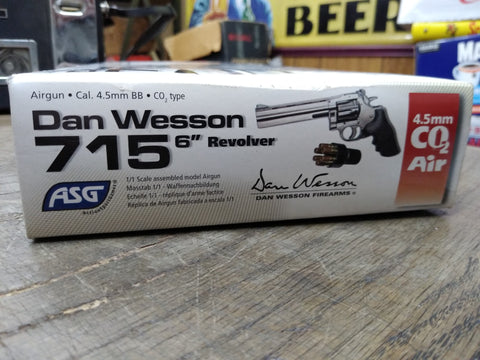 BEER
MA
Airgun • Cal. 4.5mm BB • CO₂ type
Dan Wesson
715 6" Revolver
1/1 Scale assembled model Airgun
Masstab 1/1 - Waffennachbildung
Echelle 1/1 - réplique d'arme factice
Réplica de Airgun fabricada a escala 1/1
ASG
Dan Wesson
DAN WESSON FIREARMS®
4.5mm
CO₂
Air